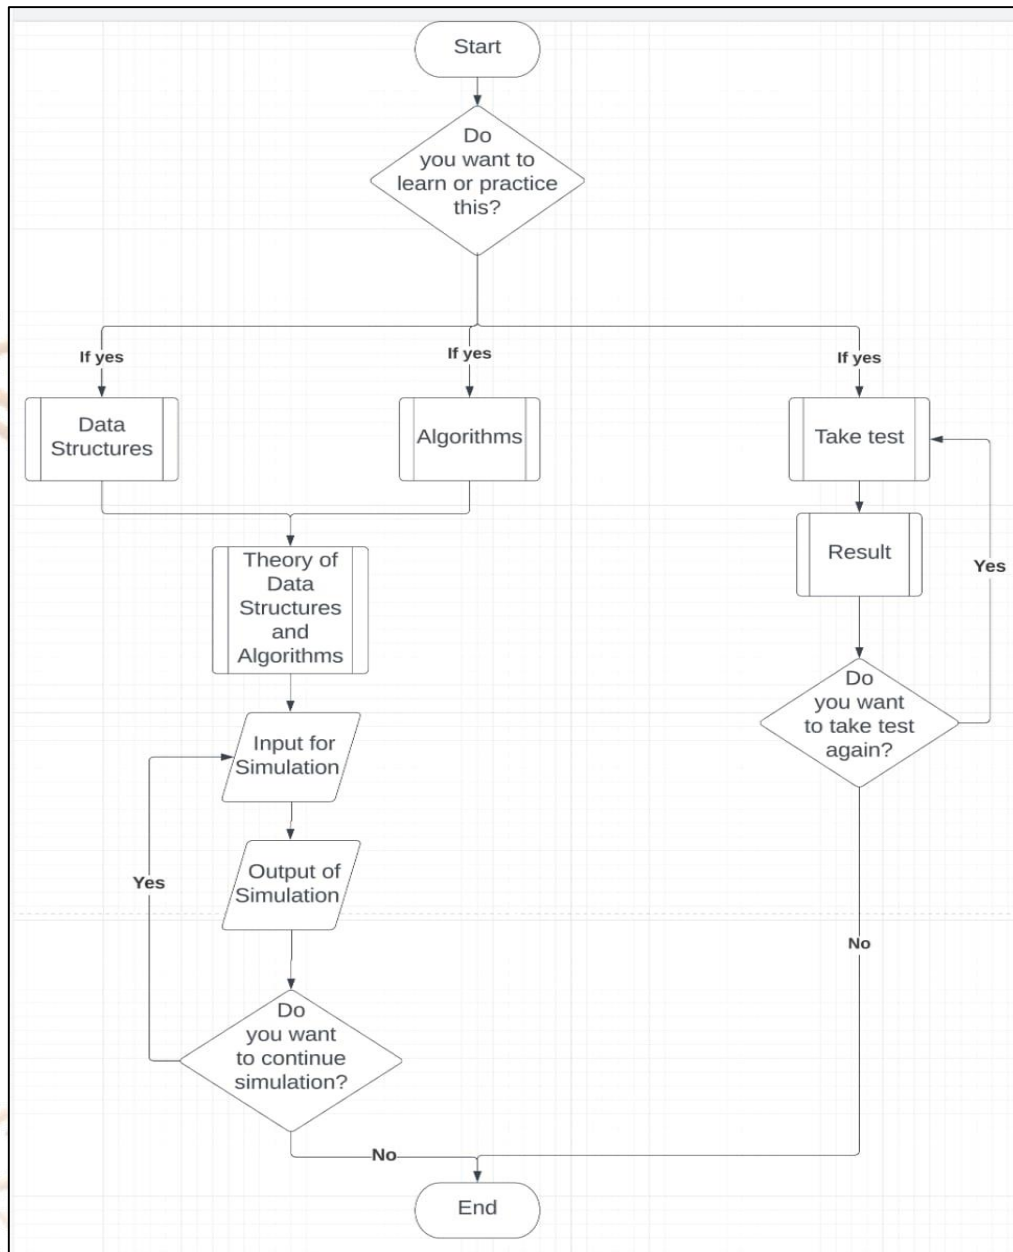 Start
Do
you want to
learn or practice
this?
If yes
If yes
If yes
Data
Structures
Algorithms
Take test
Theory of
Data
Structures
and
Algorithms
Result
Yes
Do
you want
to take test
again?
Input for
Simulation
Output of
Simulation
Yes
No
Do
you want
to continue
simulation?
No
End